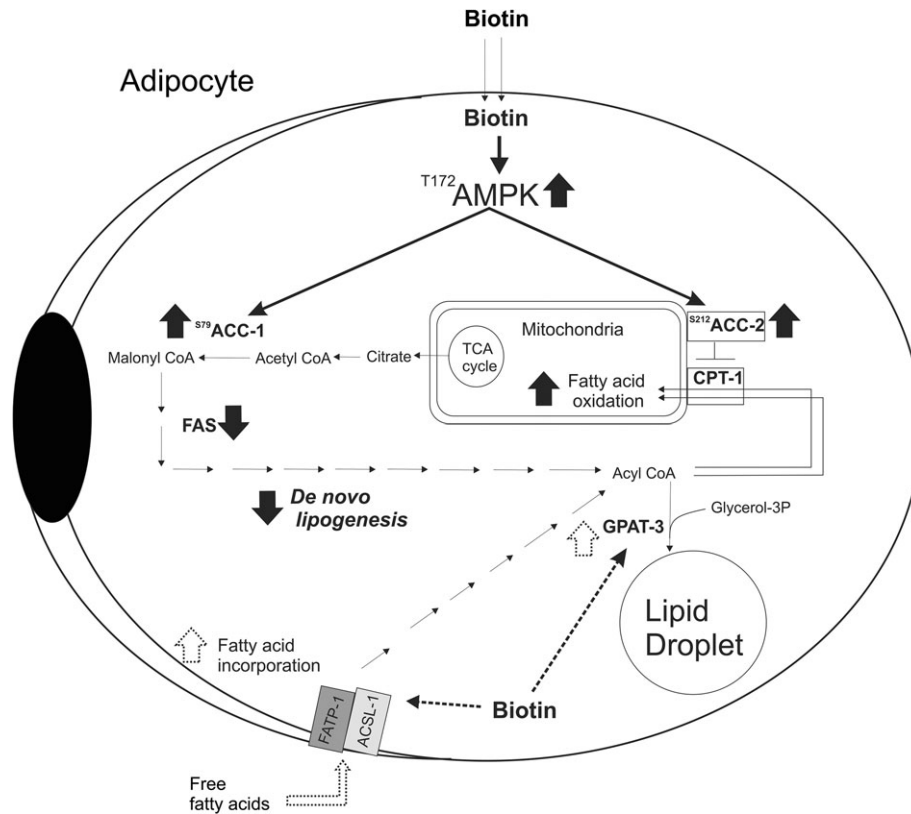 Biotin
Adipocyte
Biotin
T172AMPK
S79ACC-1
Mitochondria
S212ACC-2
Malonyl CoA
Acetyl CoA
Citrate
TCA
cycle
CPT-1
Fatty acid
oxidation
FAS
De novo
lipogenesis
Acyl CoA
Glycerol-3P
GPAT-3
Lipid
Droplet
Fatty acid
incorporation
FATP-1
ACSL-1
Biotin
Free
fatty acids